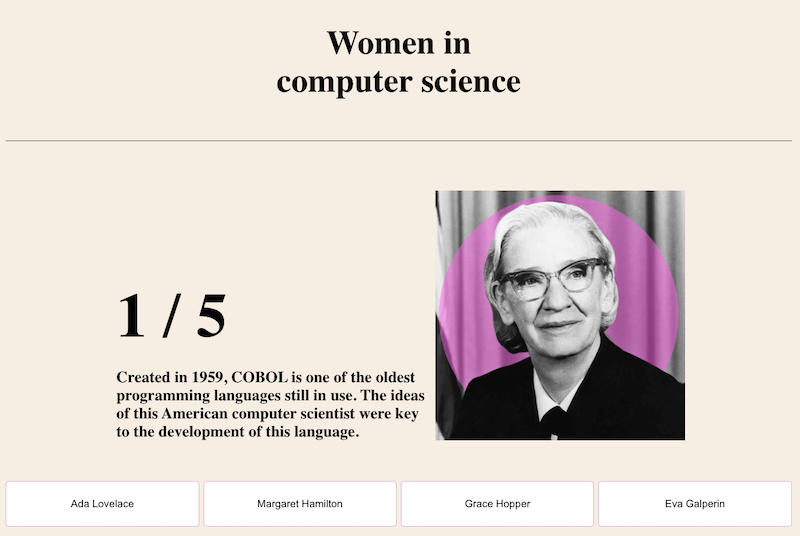 Women in
computer science
1 / 5
Created in 1959, COBOL is one of the oldest
programming languages still in use. The ideas
of this American computer scientist were key
to the development of this language.
Ada Lovelace
Margaret Hamilton
Grace Hopper
Eva Galperin